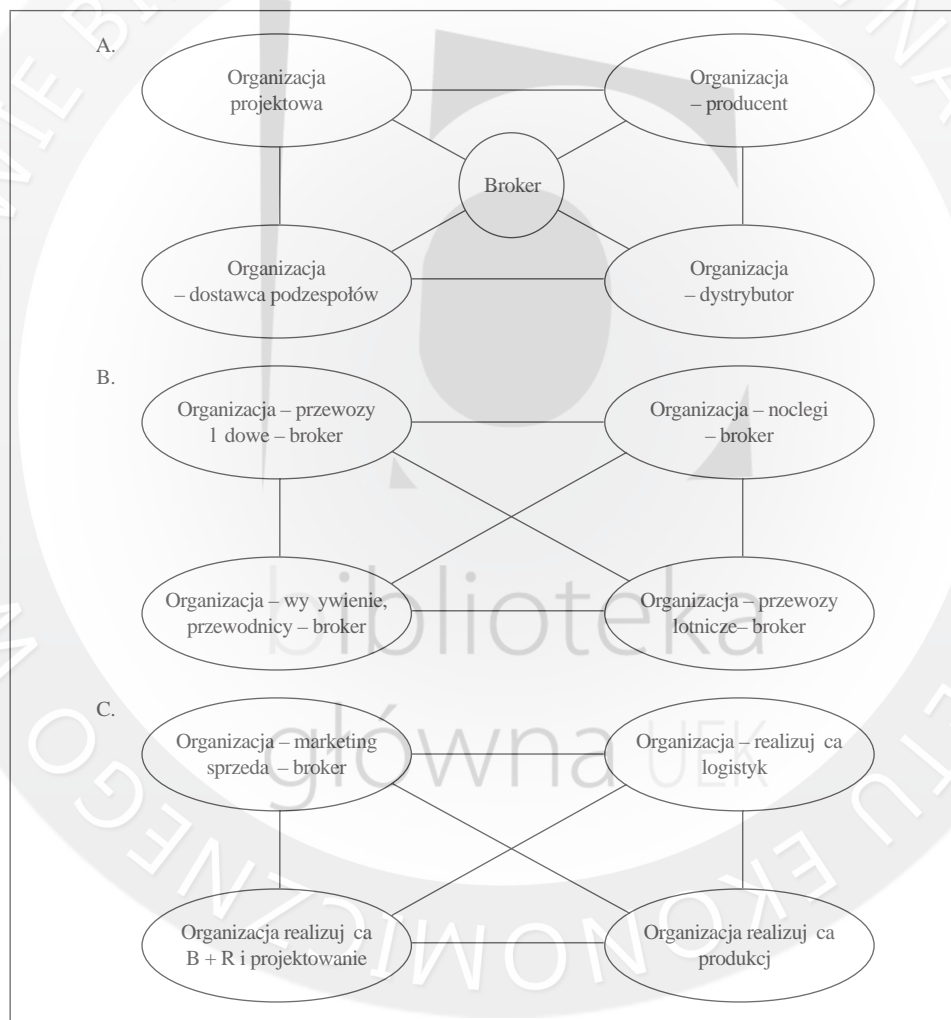 A.
Organizacja
projektowa
Organizacja
– producent
Broker
Organizacja
– dostawca podzespołów
Organizacja
– dystrybutor
B.
Organizacja – przewozy
l dowe – broker
Organizacja – noclegi
– broker
Organizacja – wy ywienie,
przewodnicy – broker
Organizacja – przewozy
lotnicze– broker
C.
Organizacja – marketing
sprzeda – broker
Organizacja – realizuj ca
logistyk
Organizacja realizuj ca
B + R i projektowanie
Organizacja realizuj ca
produkcj
biblioteka
główna UEK
TU EKONOMICZNEGO